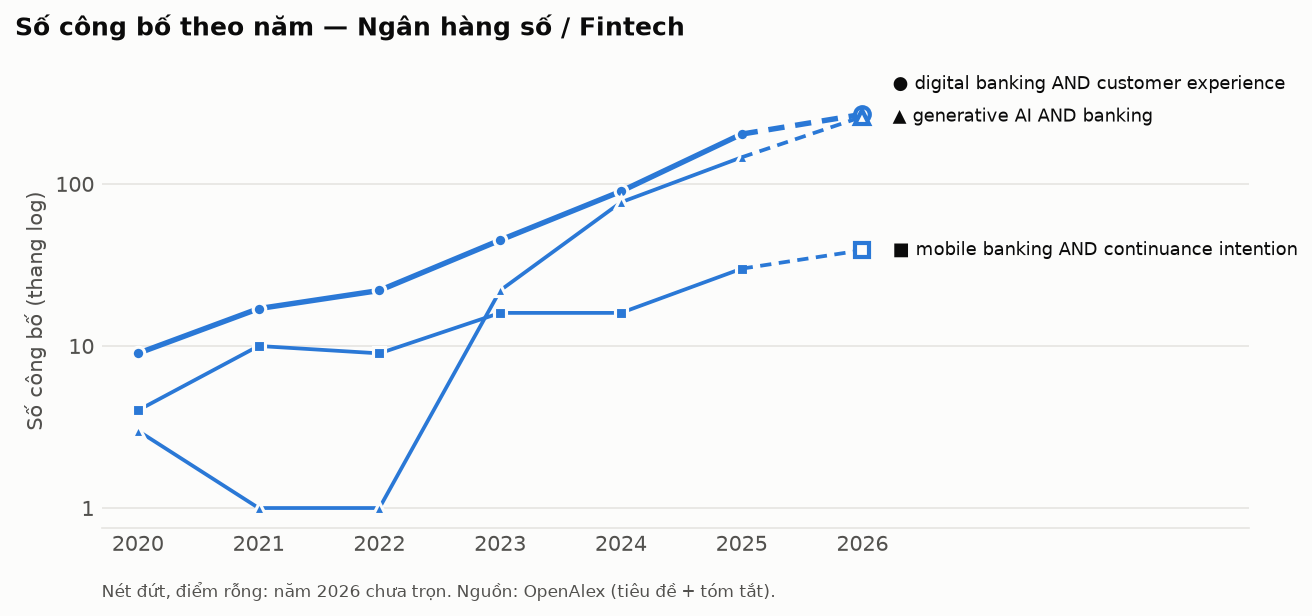 Số công bố theo năm — Ngân hàng số / Fintech
● digital banking AND customer experience
▲ generative AI AND banking
■ mobile banking AND continuance intention
Số công bố (thang log)
100
10
1
2020 2021 2022 2023 2024 2025 2026
Nét đứt, điểm rỗng: năm 2026 chưa trọn. Nguồn: OpenAlex (tiêu đề + tóm tắt).